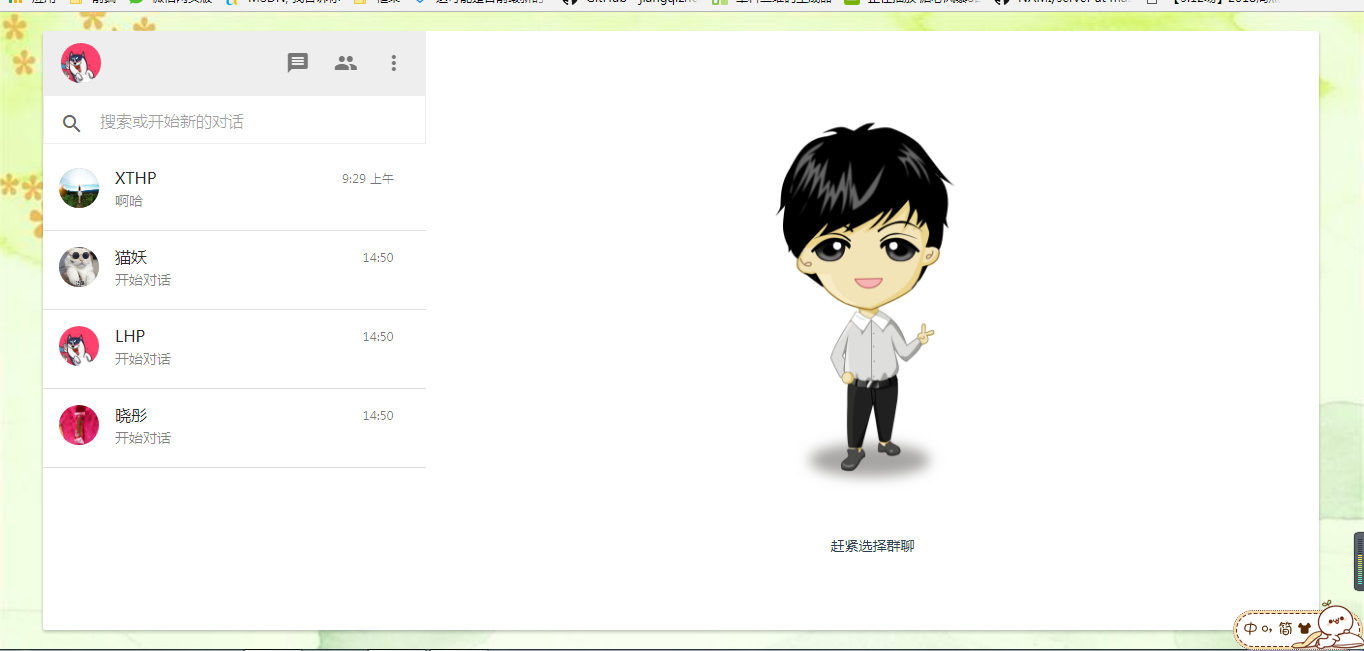 搜索或开始新的对话
XTHP
9:29 上午
啊哈
猫妖
14:50
开始对话
LHP
14:50
开始对话
晓彤
14:50
开始对话
赶紧选择群聊
中 简